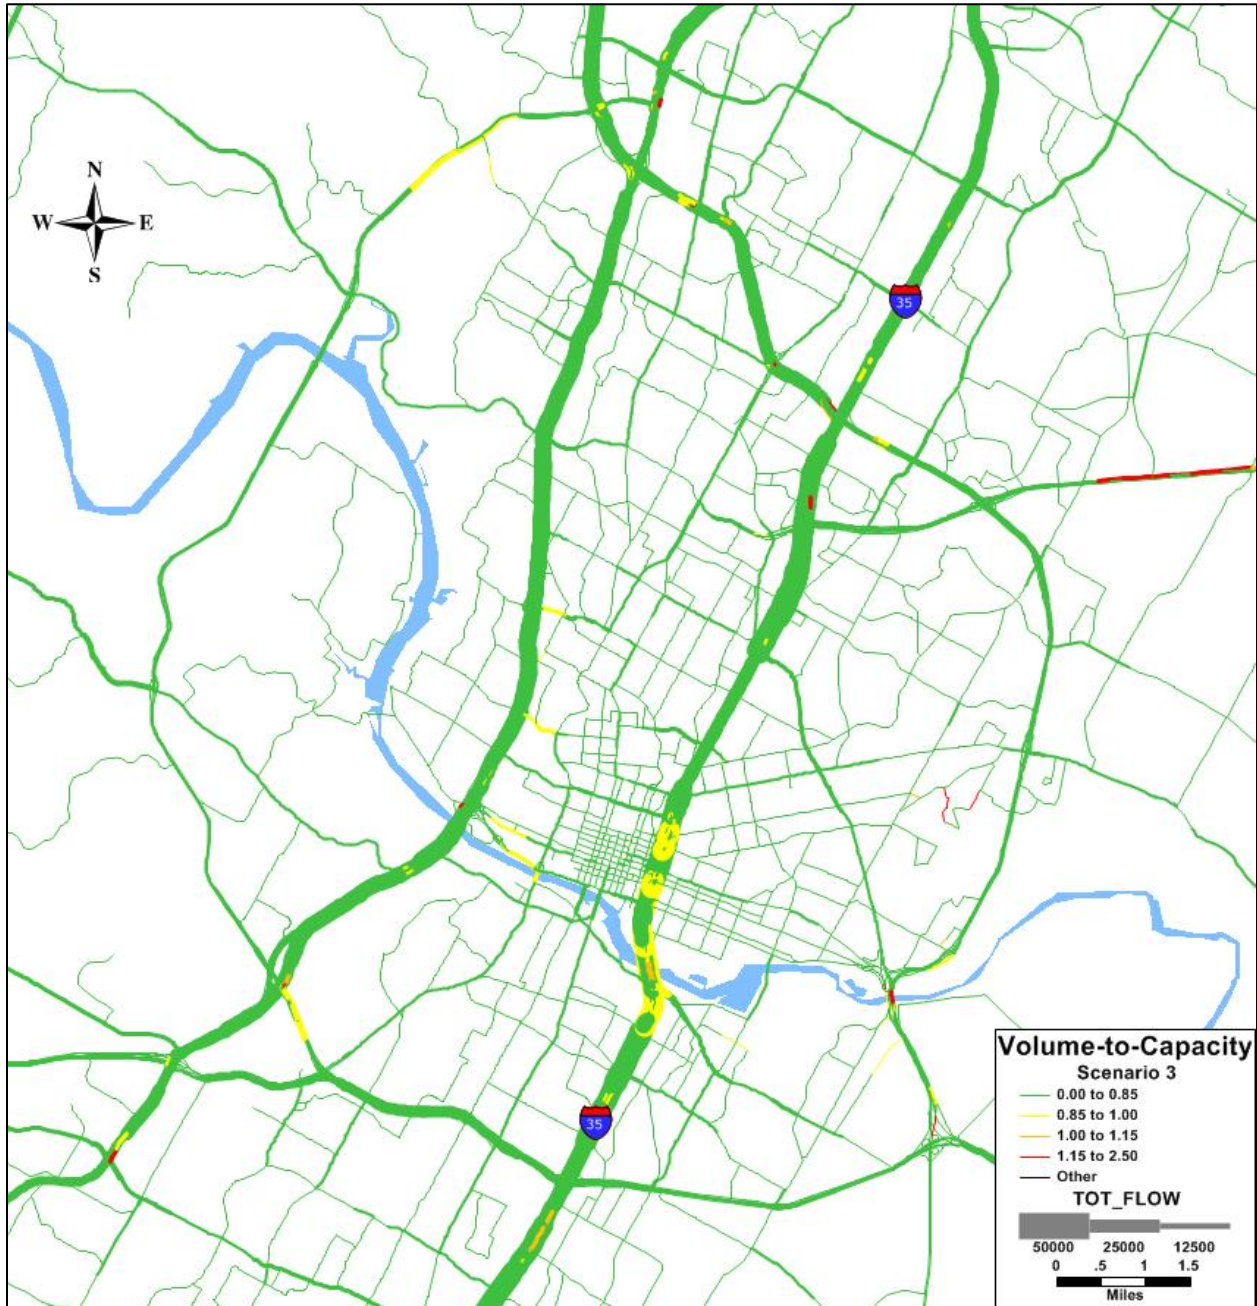 N
W E
S
35
35
Volume-to-Capacity
Scenario 3
0.00 to 0.85
0.85 to 1.00
1.00 to 1.15
1.15 to 2.50
Other
TOT_FLOW
50000 25000 12500
0 .5 1 1.5
Miles